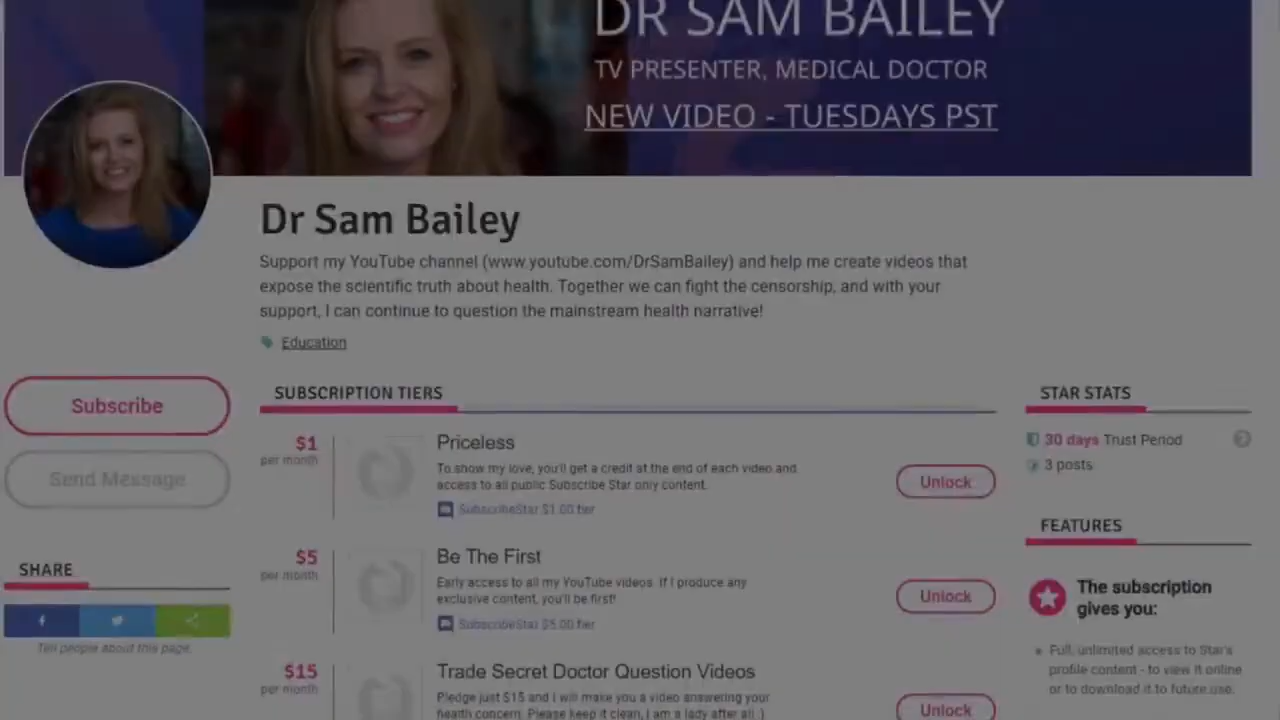 DR SAM BAILEY
TV PRESENTER, MEDICAL DOCTOR
NEW VIDEO - TUESDAYS PST
Dr Sam Bailey
Support my YouTube channel (www.youtube.com/DrSamBailey) and help me create videos that
expose the scientific truth about health. Together we can fight the censorship, and with your
support, I can continue to question the mainstream health narrative!
Education
Subscribe
Send Message
SHARE
Tell people about this page.
SUBSCRIPTION TIERS
$1
per month
Priceless
To show my love, you'll get a credit at the end of each video and
access to all public Subscribe Star only content.
SubscribeStar $1.00 tier
Unlock
$5
per month
Be The First
Early access to all my YouTube videos. If I produce any
exclusive content, you'll be first!
SubscribeStar $5.00 tier
Unlock
$15
per month
Trade Secret Doctor Question Videos
Pledge just $15 and I will make you a video answering your
health concern. Please keep it clean, I am a lady after all :)
Unlock
STAR STATS
30 days Trust Period
3 posts
FEATURES
The subscription
gives you:
Full, unlimited access to Star's
profile content - to view it online
or to download it to future use.